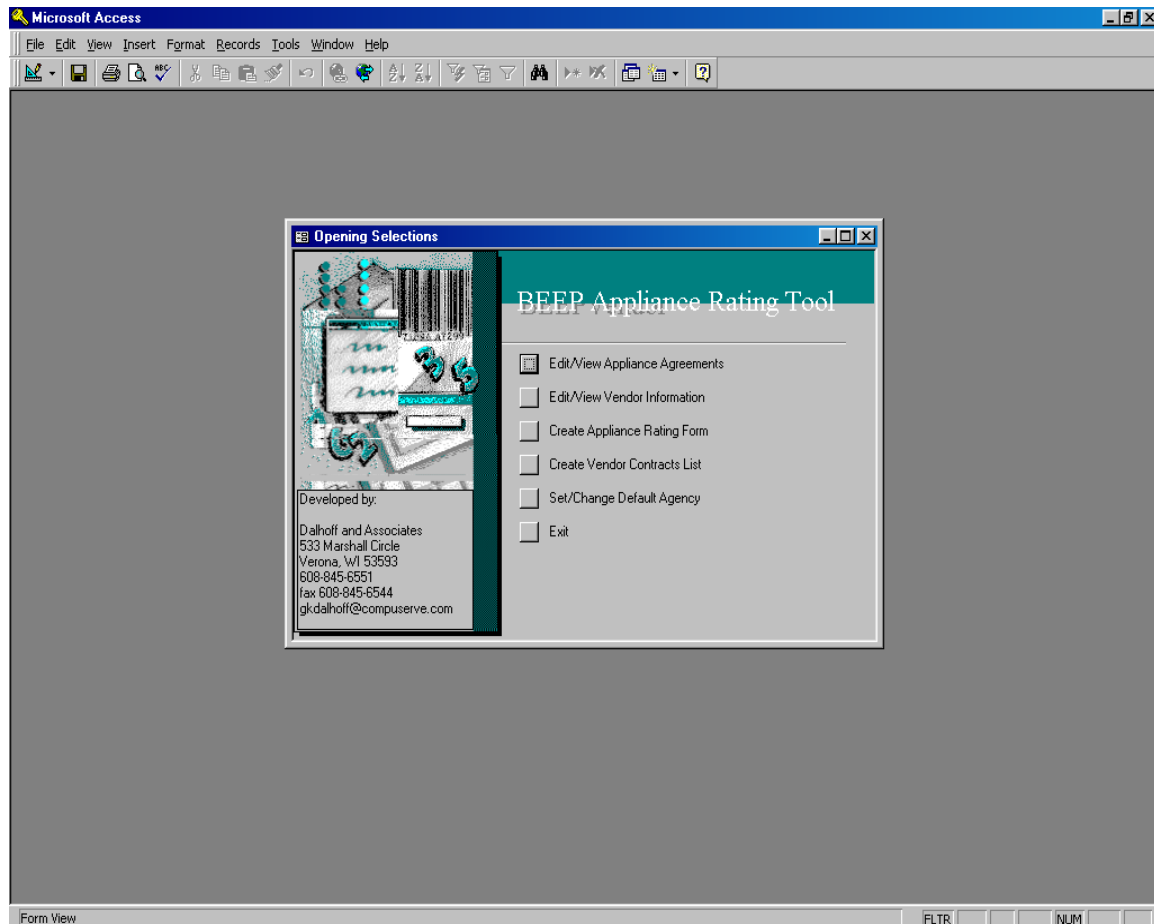 Microsoft Access
File Edit View Insert Format Records Tools Window Help
Opening Selections
BEEP Appliance Rating Tool
Edit/View Appliance Agreements
Edit/View Vendor Information
Create Appliance Rating Form
Create Vendor Contracts List
Set/Change Default Agency
Exit
Developed by:
Dalhoff and Associates
533 Marshall Circle
Verona, WI 53593
608-845-6551
fax 608-845-6544
gkdalhoff@compuserve.com
Form View
FLTR
NUM